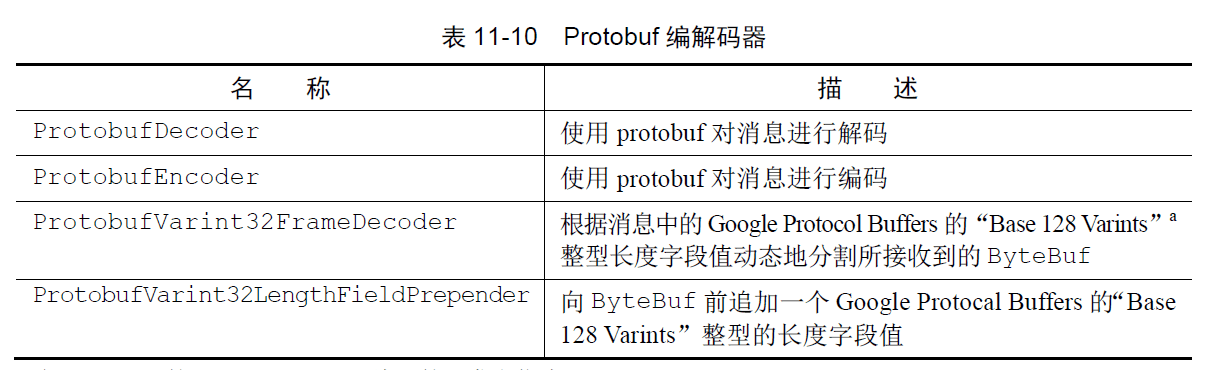 表 11-10 Protobuf 编解码器
名 称 描 述
ProtobufDecoder 使用 protobuf 对消息进行解码
ProtobufEncoder 使用 protobuf 对消息进行编码
ProtobufVarint32FrameDecoder 根据消息中的 Google Protocol Buffers 的“Base 128 Varints”a
整型长度字段值动态地分割所接收到的 ByteBuf
ProtobufVarint32LengthFieldPrepender 向 ByteBuf 前追加一个 Google Protocal Buffers 的“Base
128 Varints”整型的长度字段值